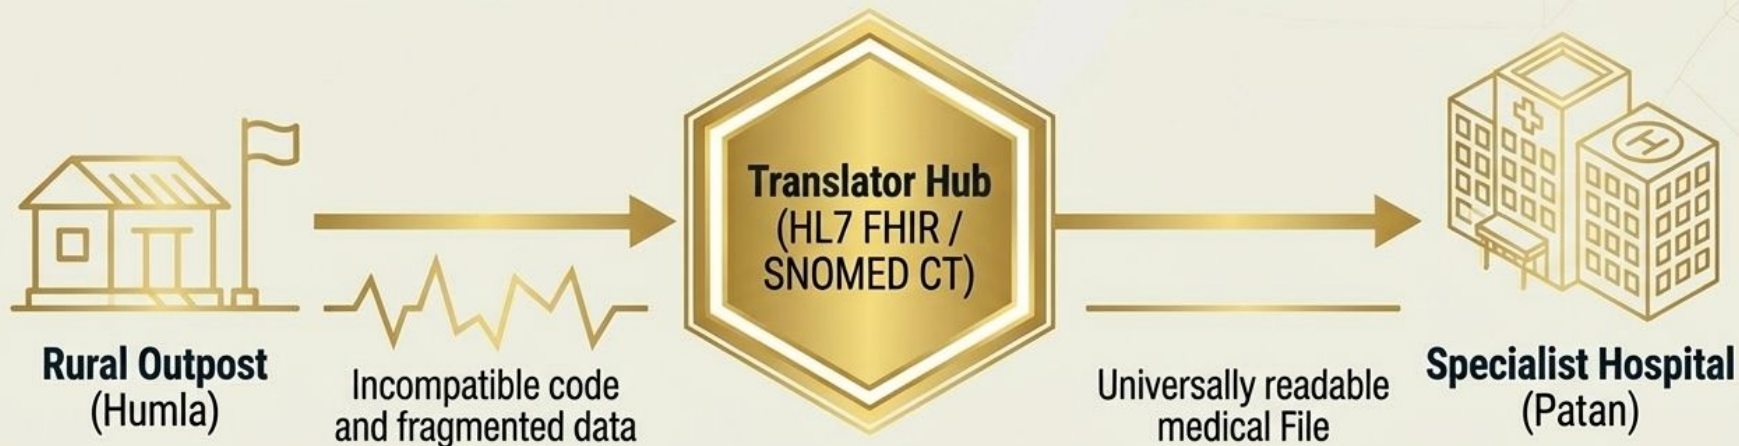 Rural Outpost
(Humla)
Incompatible code
and fragmented data
Translator Hub
(HL7 FHIR /
SNOMED CT)
Universally readable
medical File
H
Specialist Hospital
(Patan)